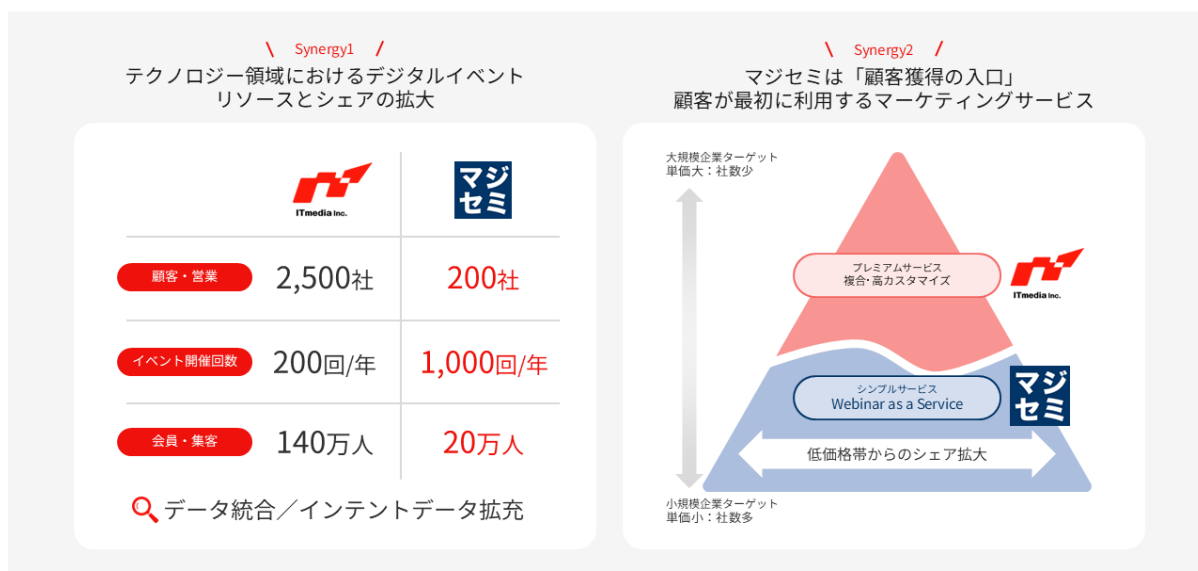 Synergy1
テクノロジー領域におけるデジタルイベント
リソースとシェアの拡大
ITmedia Inc.
マジ
セミ
顧客・営業
2,500社
200社
イベント開催回数
200回/年
1,000回/年
会員・集客
140万人
20万人
データ統合／インテントデータ拡充
Synergy2
マジセミは「顧客獲得の入口」
顧客が最初に利用するマーケティングサービス
大規模企業ターゲット
単価大：社数少
プレミアムサービス
複合・高カスタマイズ
ITmedia Inc.
シンプルサービス
Webinar as a Service
マジ
セミ
低価格帯からのシェア拡大
小規模企業ターゲット
単価小：社数多